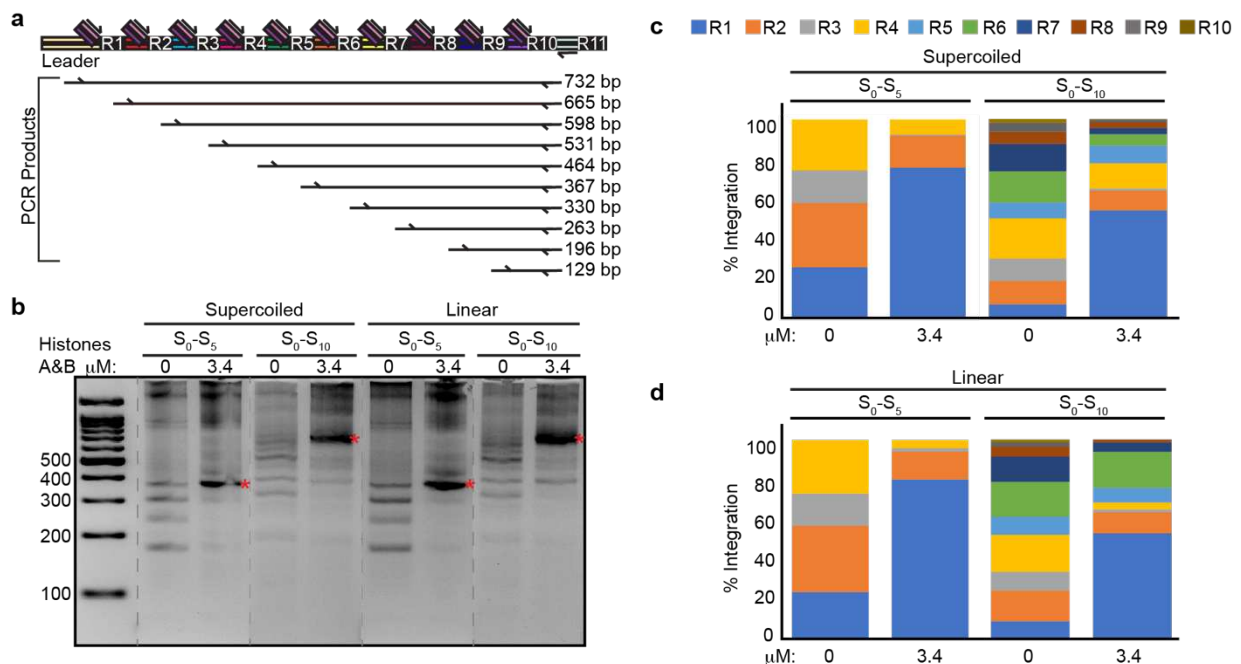 a
R1 R2 R3 R4 R5 R6 R7 R8 R9 R10 R11
Leader
PCR Products
732 bp
665 bp
598 bp
531 bp
464 bp
367 bp
330 bp
263 bp
196 bp
129 bp
b
Supercoiled Linear
Histones S0-S5 S0-S10 S0-S5 S0-S10
A&B μM: 0 3.4 0 3.4 0 3.4 0 3.4
500
400
300
200
100
* * * *
c R1 R2 R3 R4 R5 R6 R7 R8 R9 R10
Supercoiled
S0-S5 S0-S10
% Integration
100
80
60
40
20
0
μM: 0 3.4 0 3.4
d
Linear
S0-S5 S0-S10
% Integration
100
80
60
40
20
0
μM: 0 3.4 0 3.4